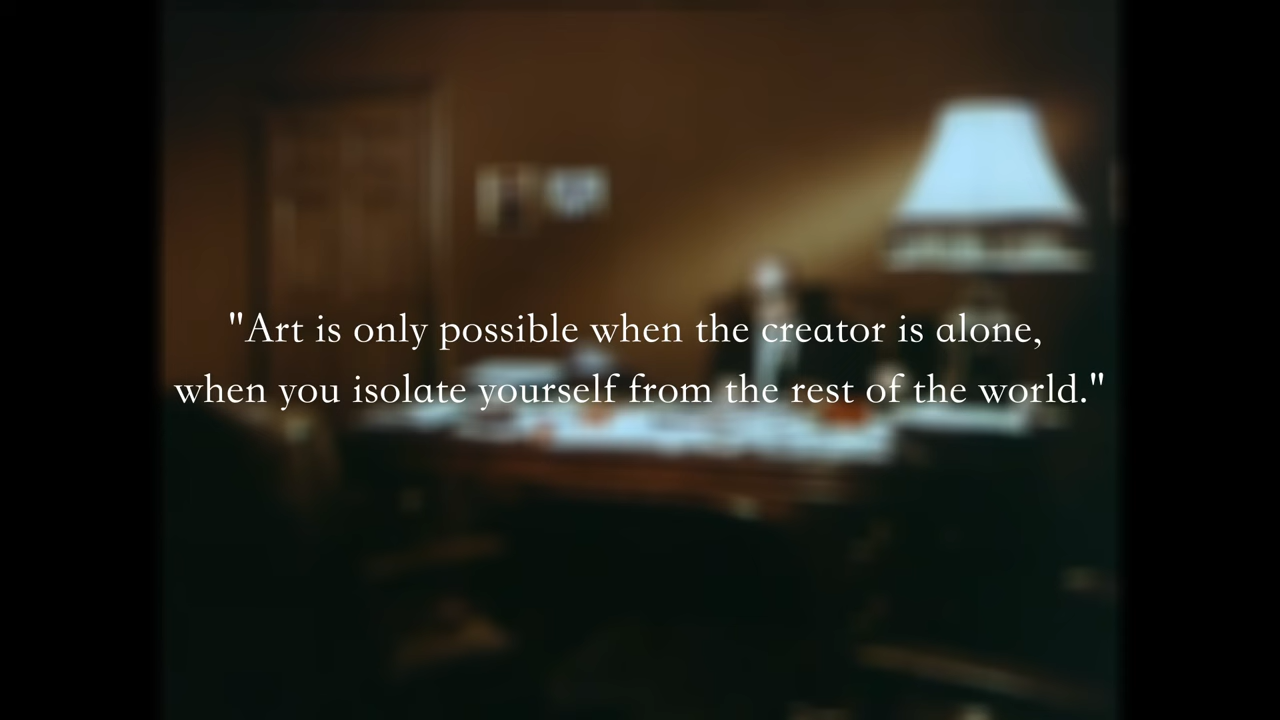 "Art is only possible when the creator is alone,
when you isolate yourself from the rest of the world."